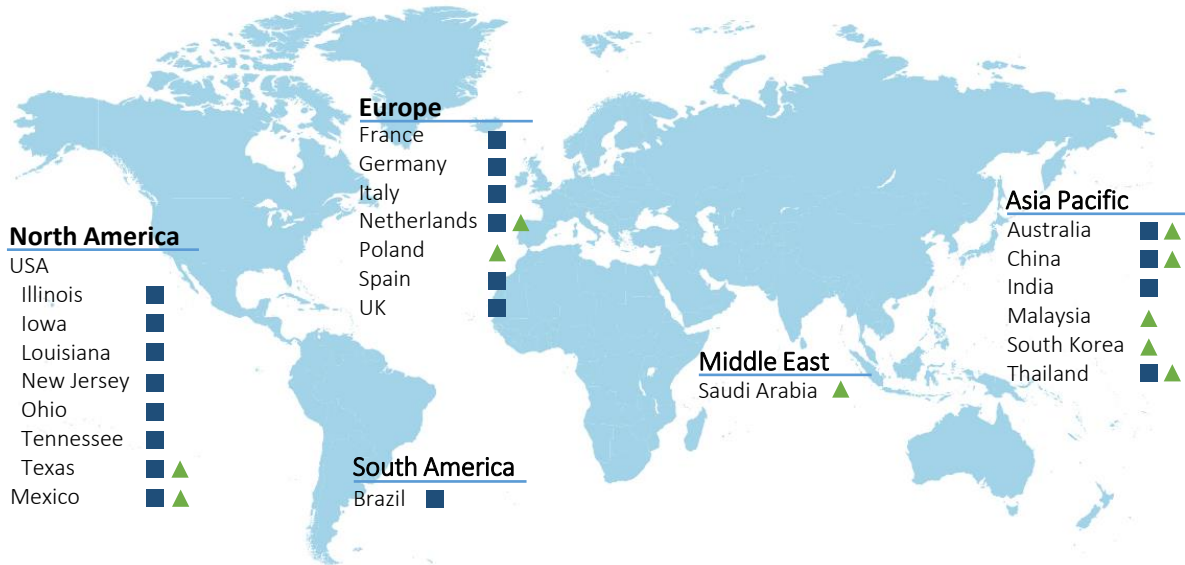 Europe
France
Germany
Italy
Netherlands
Poland
Spain
UK
North America
USA
Illinois
Iowa
Louisiana
New Jersey
Ohio
Tennessee
Texas
Mexico
South America
Brazil
Middle East
Saudi Arabia
Asia Pacific
Australia
China
India
Malaysia
South Korea
Thailand